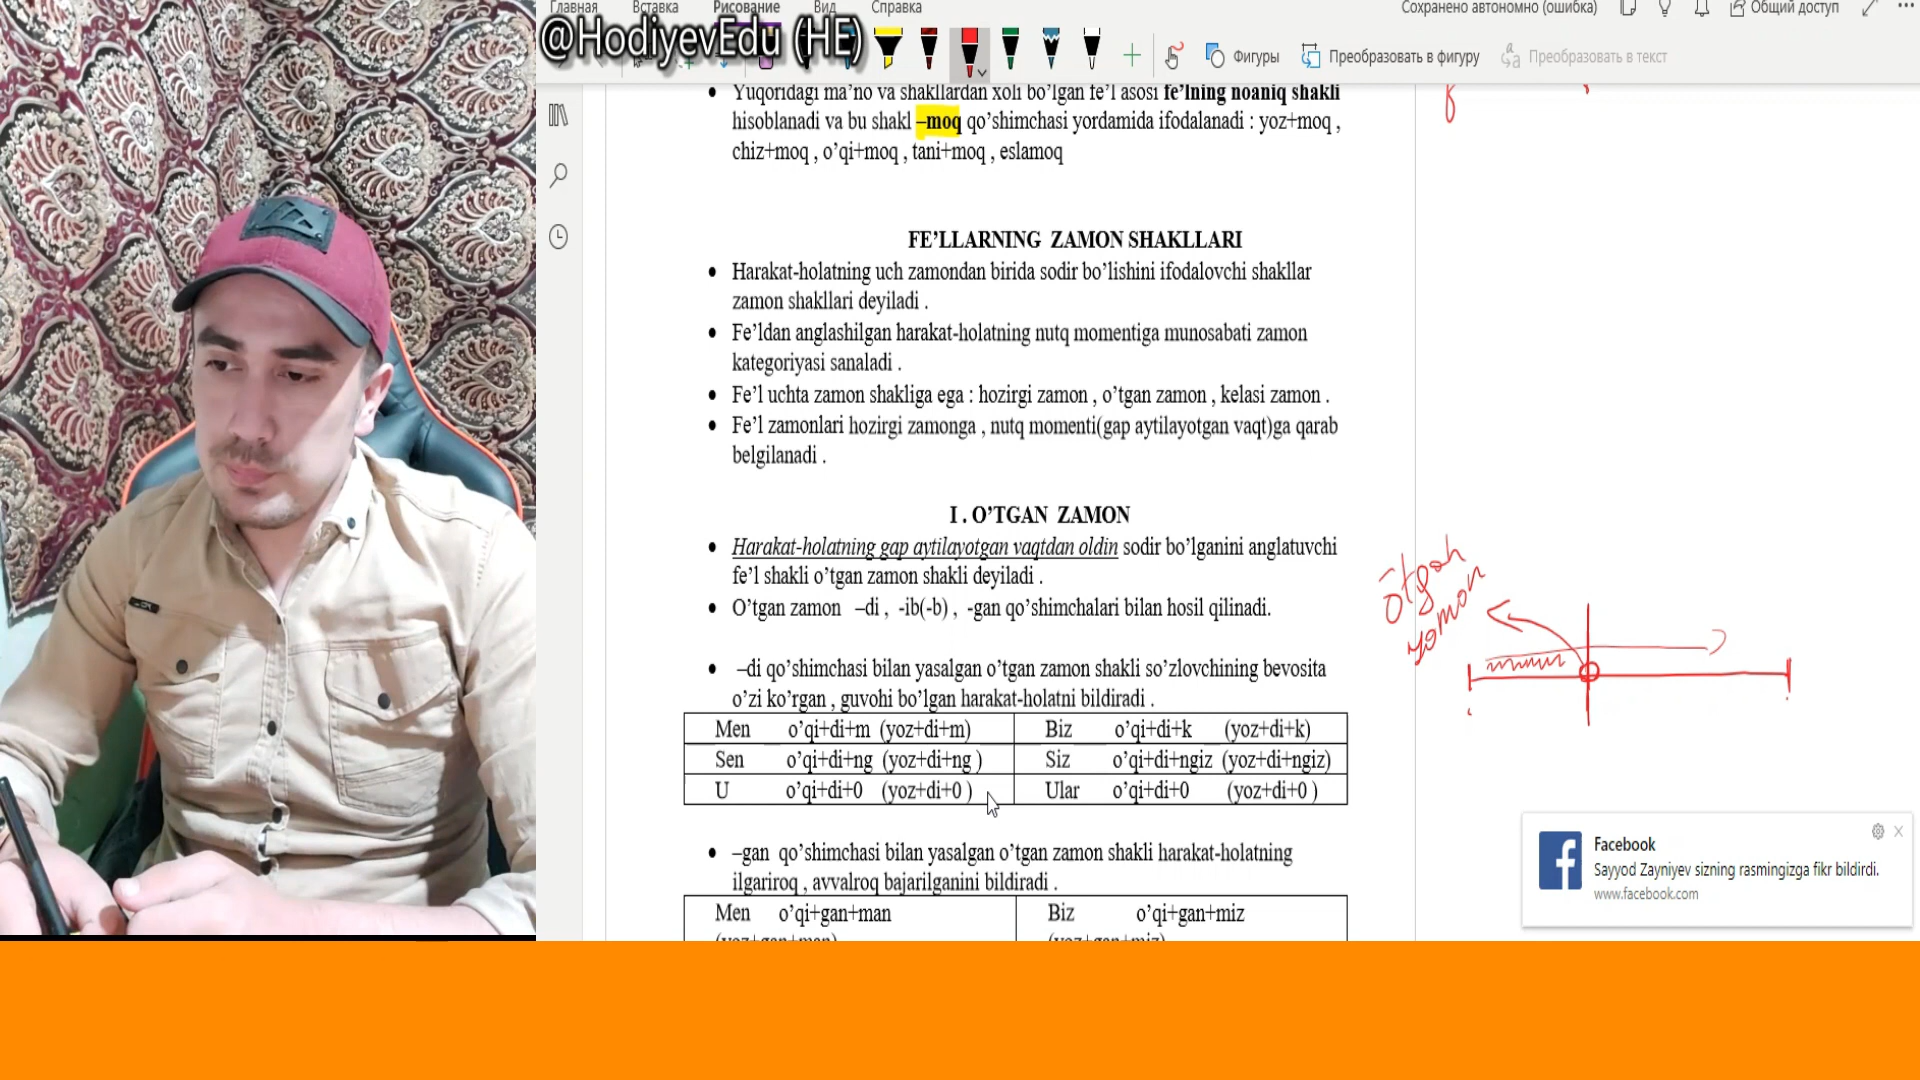 Главная Вставка Рисование Вид Справка Сохранено автономно (ошибка) Общий доступ
@HodiyevEdu (HE)
Фигуры Преобразовать в фигуру Преобразовать в текст
Yuqoridagi ma’no va shakllardan xoli bo’lgan fe’l asosi fe’lning noaniq shakli
hisoblanadi va bu shakl –moq qo’shimchasi yordamida ifodalanadi : yoz+moq ,
chiz+moq , o’qi+moq , tani+moq , eslamoq
FE’LLARNING ZAMON SHAKLLARI
Harakat-holatning uch zamondan birida sodir bo’lishini ifodalovchi shakllar
zamon shakllari deyiladi .
Fe’ldan anglashilgan harakat-holatning nutq momentiga munosabati zamon
kategoriyasi sanaladi .
Fe’l uchta zamon shakliga ega : hozirgi zamon , o’tgan zamon , kelasi zamon .
Fe’l zamonlari hozirgi zamonga , nutq momenti(gap aytilayotgan vaqt)ga qarab
belgilanadi .
I . O’TGAN ZAMON
Harakat-holatning gap aytilayotgan vaqtdan oldin sodir bo’lganini anglatuvchi
fe’l shakli o’tgan zamon shakli deyiladi .
O’tgan zamon –di , -ib(-b) , -gan qo’shimchalari bilan hosil qilinadi.
–di qo’shimchasi bilan yasalgan o’tgan zamon shakli so’zlovchining bevosita
o’zi ko’rgan , guvohi bo’lgan harakat-holatni bildiradi .
Men o’qi+di+m (yoz+di+m) Biz o’qi+di+k (yoz+di+k)
Sen o’qi+di+ng (yoz+di+ng ) Siz o’qi+di+ngiz (yoz+di+ngiz)
U o’qi+di+0 (yoz+di+0 ) Ular o’qi+di+0 (yoz+di+0 )
–gan qo’shimchasi bilan yasalgan o’tgan zamon shakli harakat-holatning
ilgariroq , avvalroq bajarilganini bildiradi .
Men o’qi+gan+man Biz o’qi+gan+miz
(yoz+gan+man) (yoz+gan+miz)
o'tgan
zamon
Facebook
Sayyod Zayniyev sizning rasmingizga fikr bildirdi.
www.facebook.com